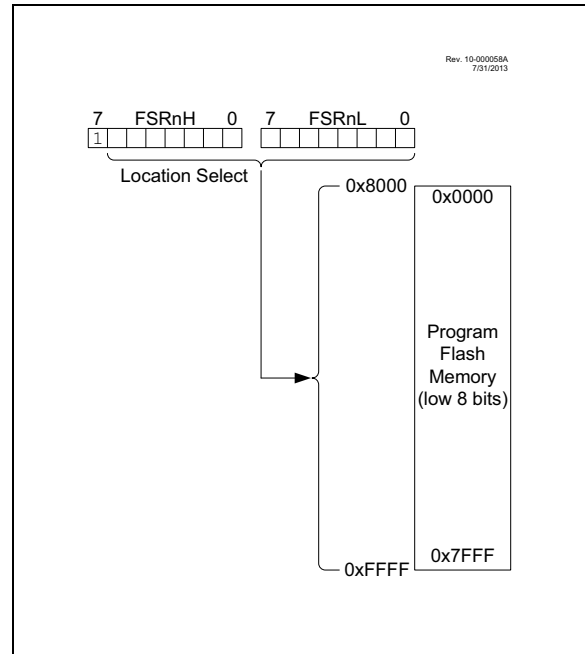 Rev. 10-000058A
7/31/2013
7 FSRnH 0 7 FSRnL 0
1
Location Select
0x8000
0x0000
Program
Flash
Memory
(low 8 bits)
0x7FFF
0xFFFF